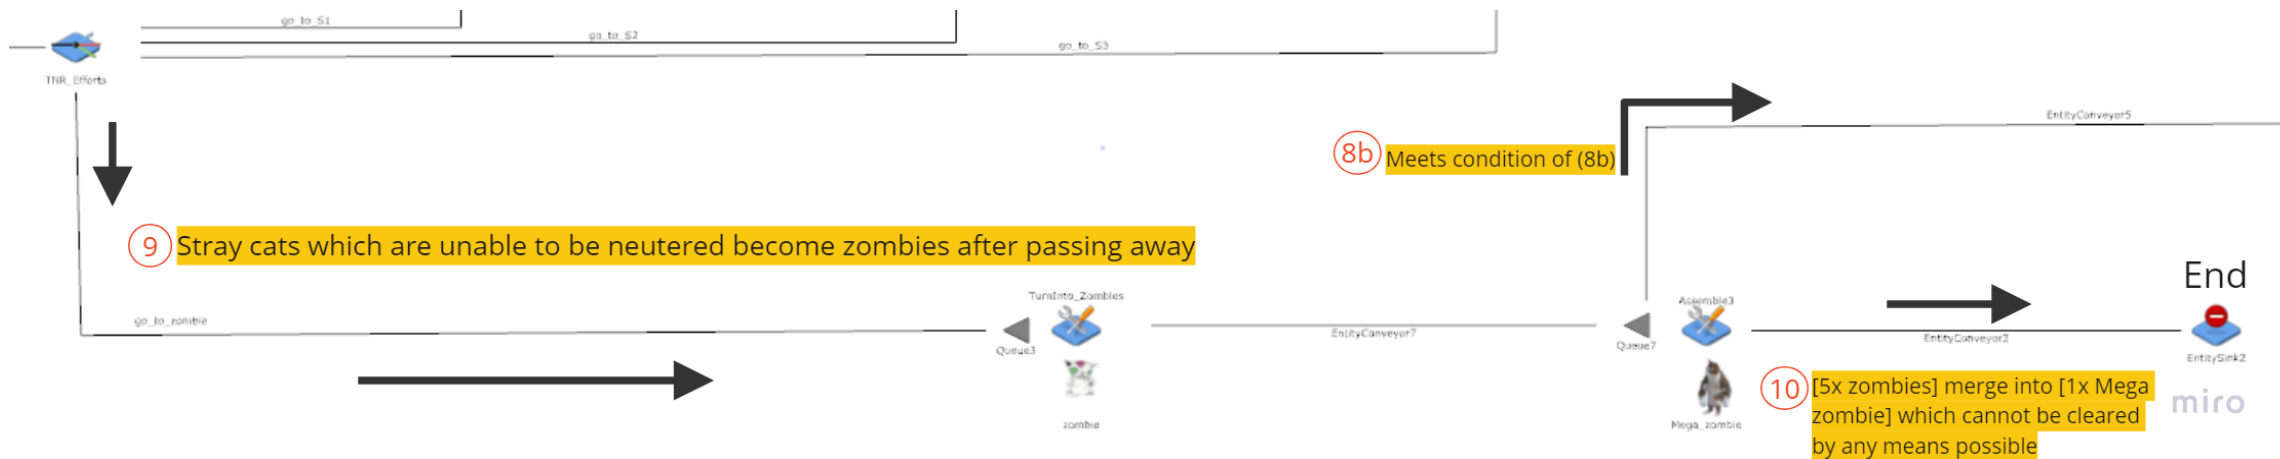 go_to_S1
go_to_S2
go_to_S3
TNR_Efforts
EntityConveyor5
8b
Meets condition of (8b)
9
Stray cats which are unable to be neutered become zombies after passing away
End
TurnInto_Zombies
Assemble3
go_to_zombie
EntityConveyor7
EntityConveyor3
Queue3
Queue7
EntitySink2
10
[5x zombies] merge into [1x Mega
zombie] which cannot be cleared
by any means possible
miro
zombie
Mega_zombie